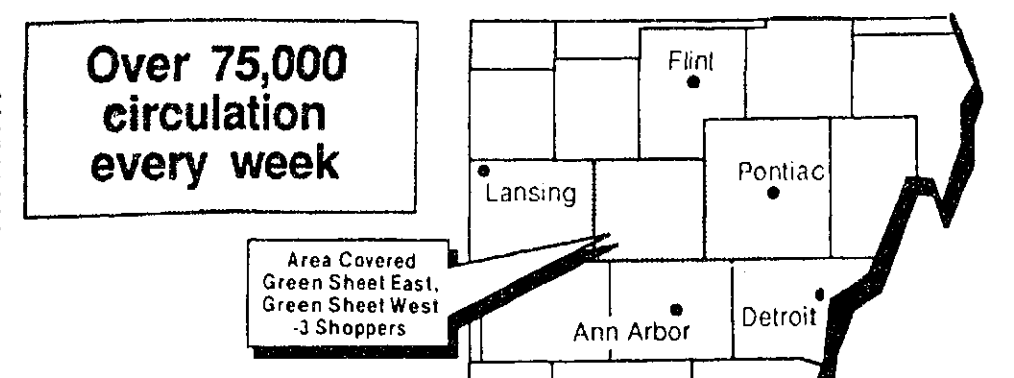 Over 75,000
circulation
every week
Flint
Pontiac
Lansing
Area Covered
Green Sheet East,
Green Sheet West
-3 Shoppers
Ann Arbor
Detroit